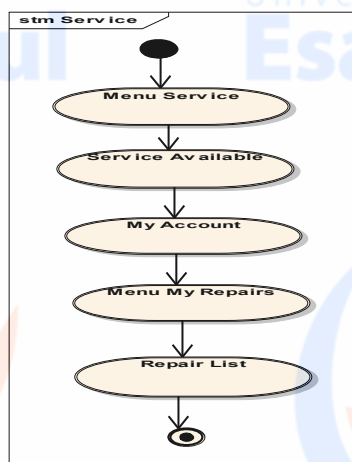 stm Service
Menu Service
Service Available
My Account
Menu My Repairs
Repair List